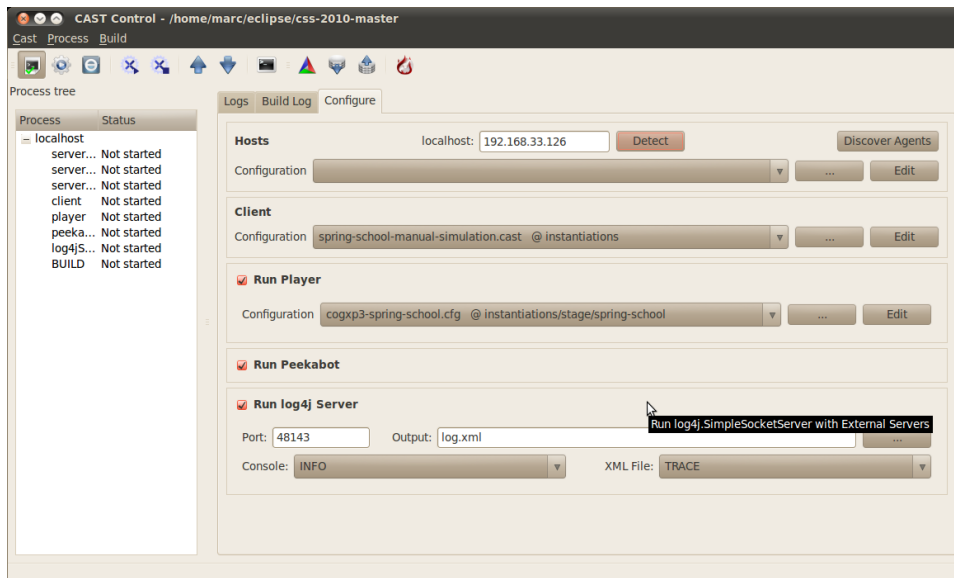 CAST Control - /home/marc/eclipse/css-2010-master
Cast Process Build
Process tree
Process Status
localhost
server... Not started
server... Not started
server... Not started
client Not started
player Not started
peeka... Not started
log4jS... Not started
BUILD Not started
Logs Build Log Configure
Hosts localhost: 192.168.33.126 Detect Discover Agents
Configuration ... Edit
Client
Configuration spring-school-manual-simulation.cast @ instantiations ... Edit
Run Player
Configuration cogxp3-spring-school.cfg @ instantiations/stage/spring-school ... Edit
Run Peekabot
Run log4j Server
Run log4j.SimpleSocketServer with External Servers
Port: 48143 Output: log.xml ...
Console: INFO XML File: TRACE